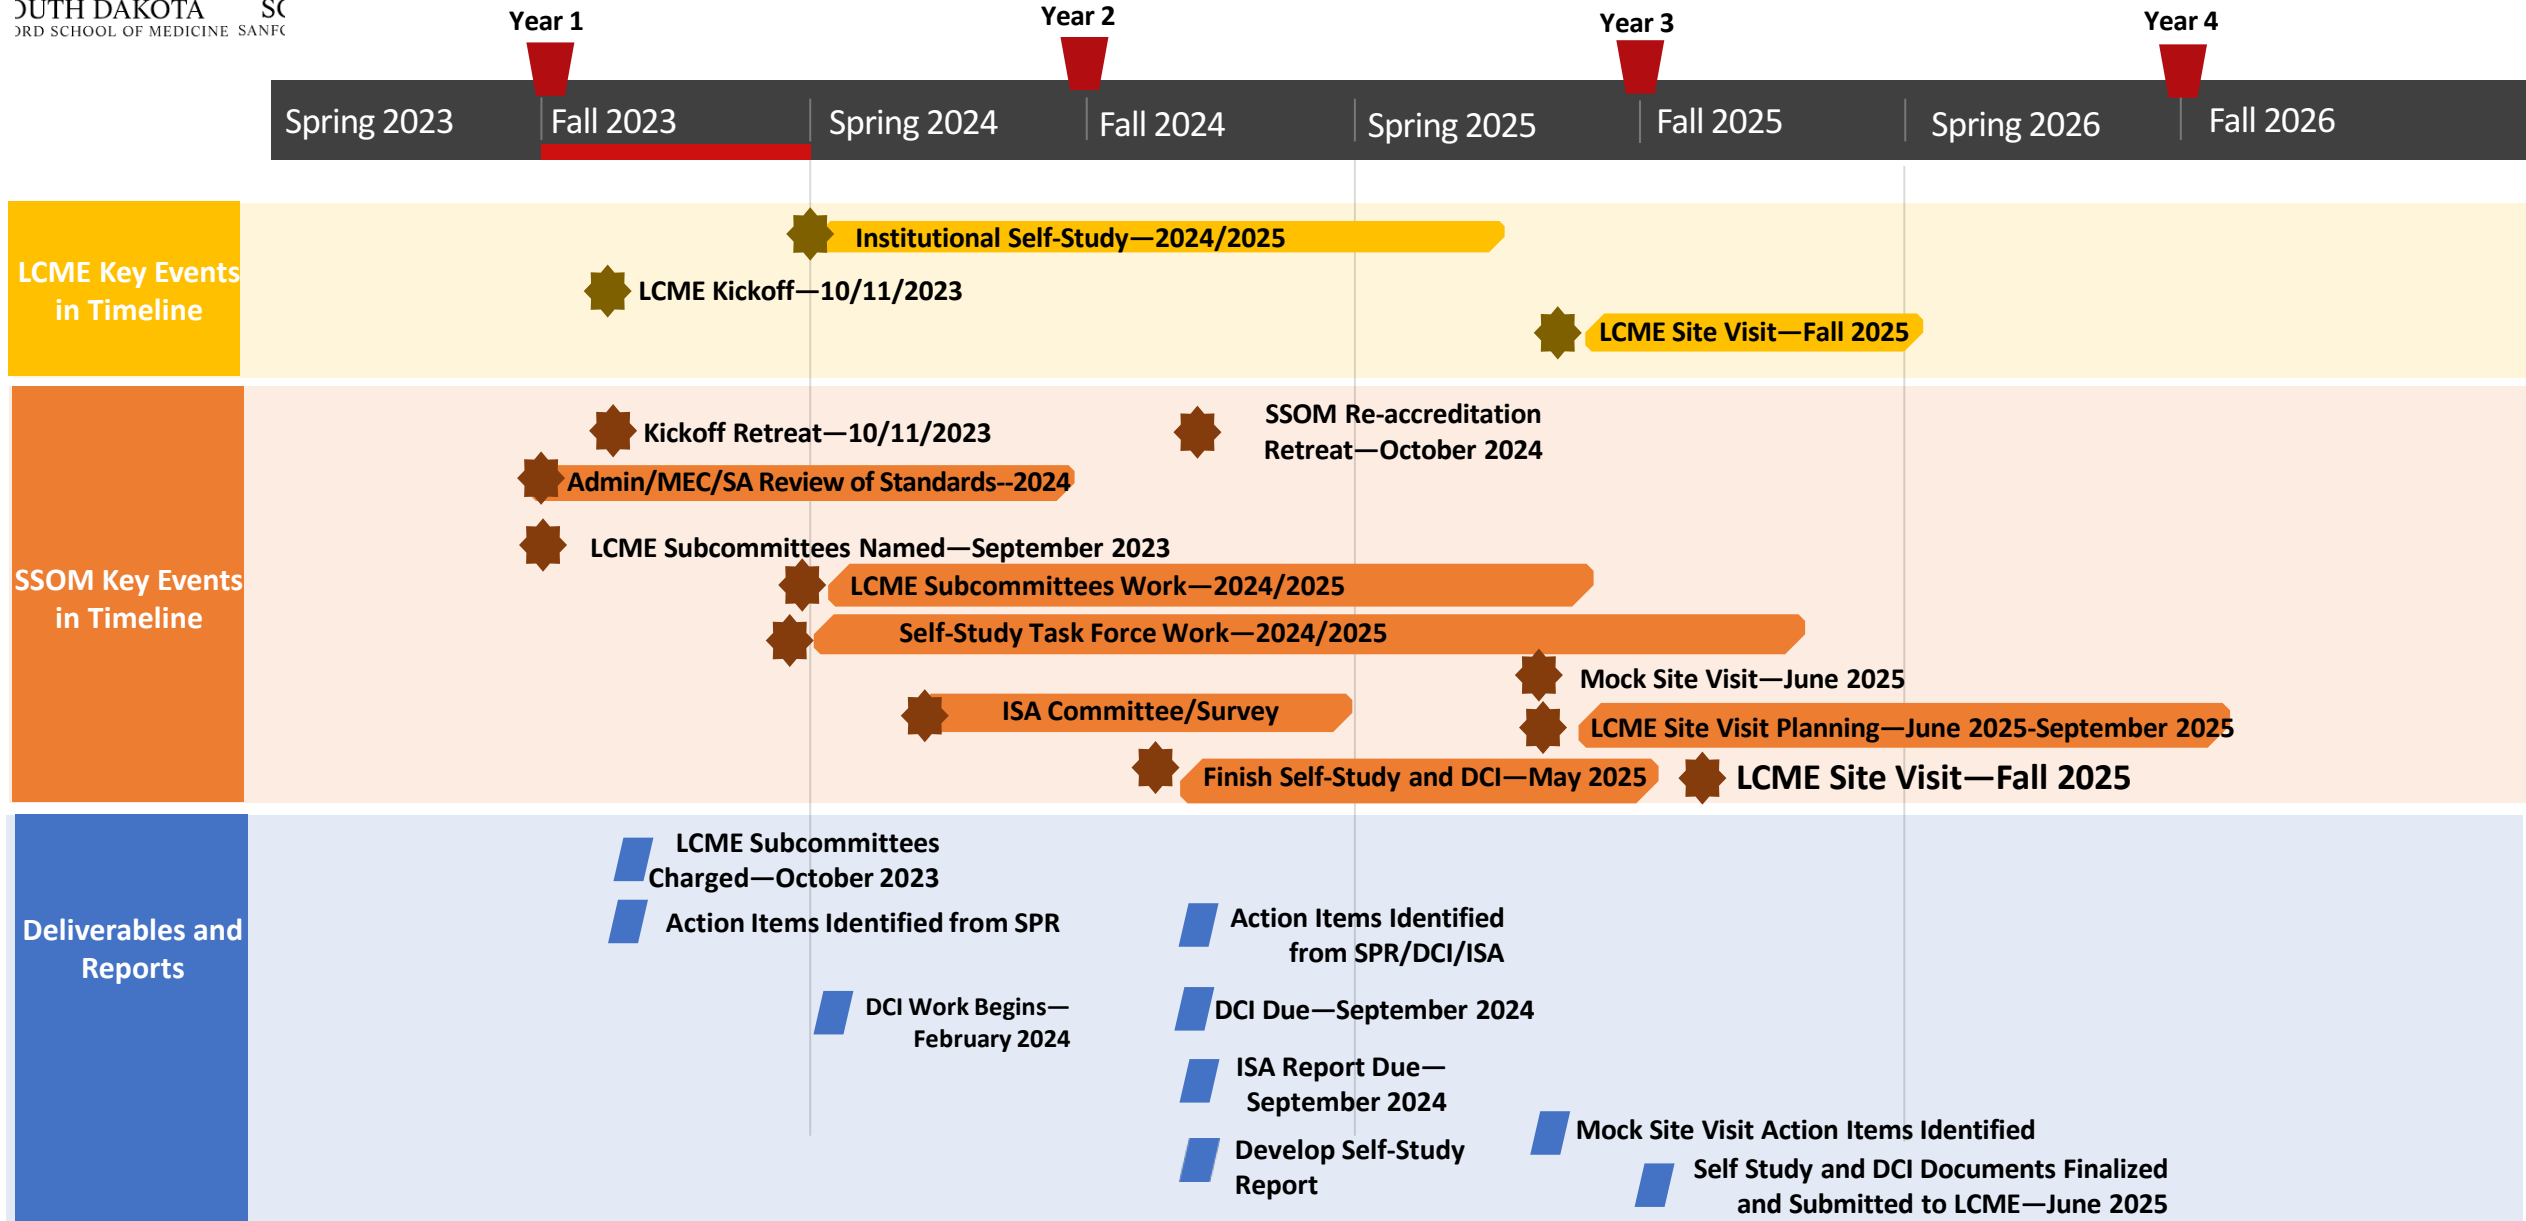 OUTH DAKOTA
ORD SCHOOL OF MEDICINE SANF
Year 1
Year 2
Year 3
Year 4
Spring 2023
Fall 2023
Spring 2024
Fall 2024
Spring 2025
Fall 2025
Spring 2026
Fall 2026
LCME Key Events
in Timeline
Institutional Self-Study—2024/2025
LCME Kickoff—10/11/2023
LCME Site Visit—Fall 2025
SSOM Key Events
in Timeline
Kickoff Retreat—10/11/2023
SSOM Re-accreditation
Retreat—October 2024
Admin/MEC/SA Review of Standards--2024
LCME Subcommittees Named—September 2023
LCME Subcommittees Work—2024/2025
Self-Study Task Force Work—2024/2025
Mock Site Visit—June 2025
ISA Committee/Survey
LCME Site Visit Planning—June 2025-September 2025
Finish Self-Study and DCI—May 2025
LCME Site Visit—Fall 2025
Deliverables and
Reports
LCME Subcommittees
Charged—October 2023
Action Items Identified from SPR
Action Items Identified
from SPR/DCI/ISA
DCI Work Begins—
February 2024
DCI Due—September 2024
ISA Report Due—
September 2024
Develop Self-Study
Report
Mock Site Visit Action Items Identified
Self Study and DCI Documents Finalized
and Submitted to LCME—June 2025